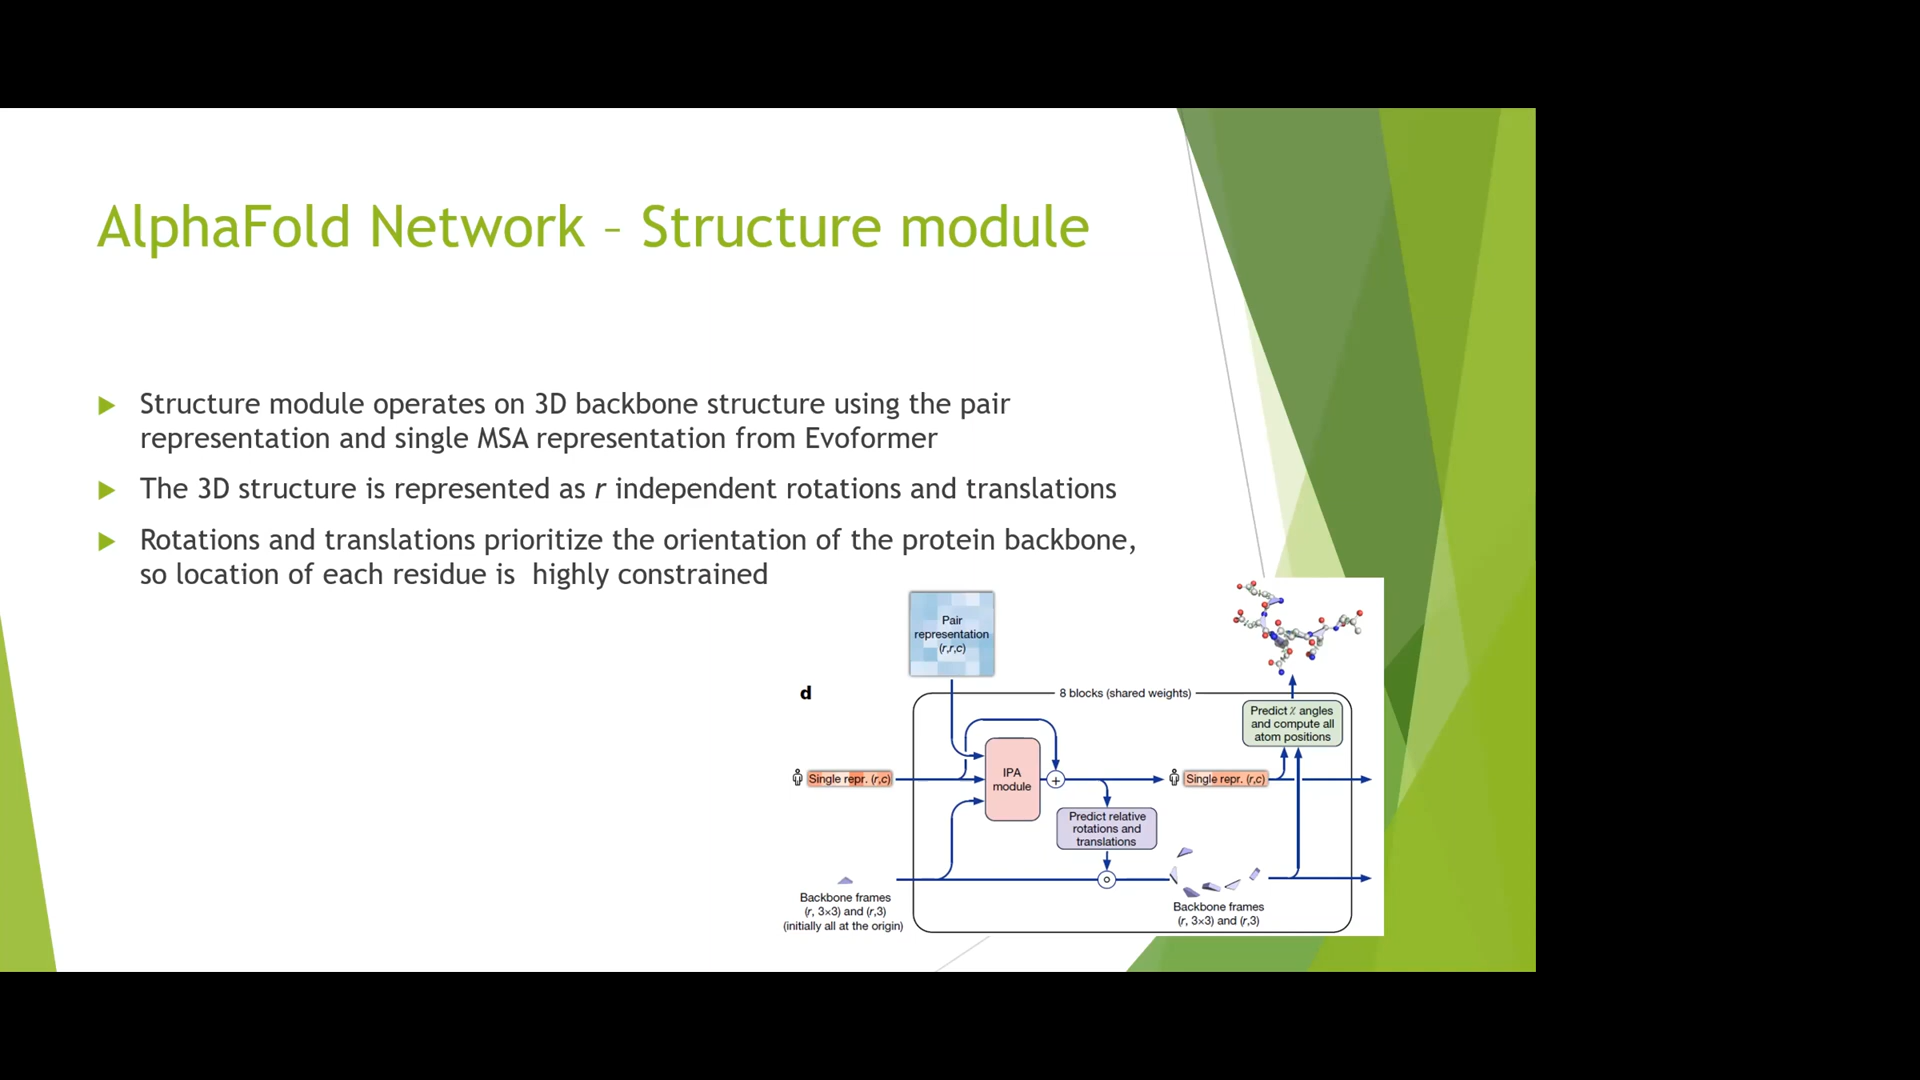 AlphaFold Network – Structure module
Structure module operates on 3D backbone structure using the pair
representation and single MSA representation from Evoformer
The 3D structure is represented as r independent rotations and translations
Rotations and translations prioritize the orientation of the protein backbone,
so location of each residue is  highly constrained
Pair
representation
(r,r,c)
d
8 blocks (shared weights)
Predict χ angles
and compute all
atom positions
IPA
module
Single repr. (r,c)
+
Single repr. (r,c)
Predict relative
rotations and
translations
Backbone frames
(r, 3×3) and (r,3)
(initially all at the origin)
Backbone frames
(r, 3×3) and (r,3)